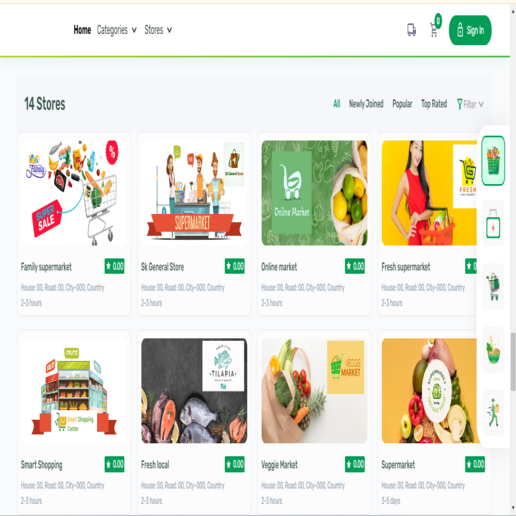 Home Categories Stores 0 Sign In
14 Stores All Newly Joined Popular Top Rated Filter
Family
%
SUPER
SALE
Sk General Store
SUPERMARKET
Online Market
FRESH
Family supermarket ★ 0.00
Sk General Store ★ 0.00
Online market ★ 0.00
Fresh supermarket
House: 00, Road: 00, City-000, Country
House: 00, Road: 00, City-000, Country
House: 00, Road: 00, City-000, Country
House: 00, Road: 00, City-000, Country
2-3 hours
2-3 hours
2-3 hours
2-3 hours
Smart Shopping
Center
TILAPIA
Fish
VEGGIE
MARKET
SUPERMARKET
Smart Shopping ★ 0.00
Fresh local ★ 0.00
Veggie Market ★ 0.00
Supermarket ★ 0.00
House: 00, Road: 00, City-000, Country
House: 00, Road: 00, City-000, Country
House: 00, Road: 00, City-000, Country
House: 00, Road: 00, City-000, Country
2-3 hours
2-3 hours
2-3 hours
3-5 days